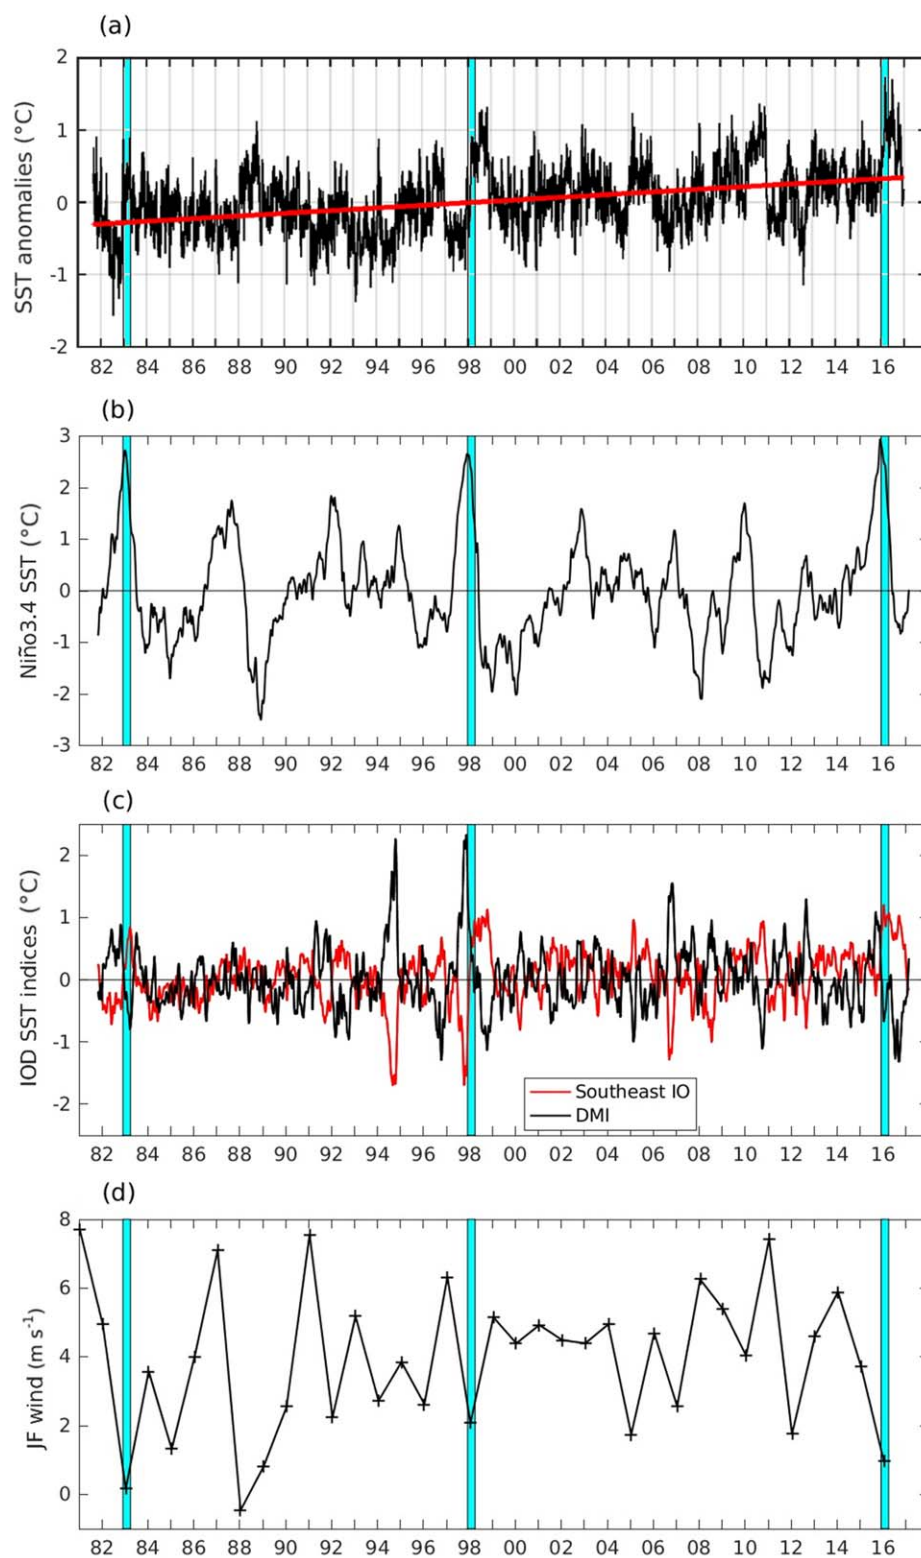 (a)
SST anomalies (°C)
2
1
0
-1
-2
82 84 86 88 90 92 94 96 98 00 02 04 06 08 10 12 14 16
(b)
Niño3.4 SST (°C)
3
2
1
0
-1
-2
-3
82 84 86 88 90 92 94 96 98 00 02 04 06 08 10 12 14 16
(c)
IOD SST indices (°C)
2
1
0
-1
-2
Southeast IO
DMI
82 84 86 88 90 92 94 96 98 00 02 04 06 08 10 12 14 16
(d)
JF wind (m s⁻¹)
8
6
4
2
0
82 84 86 88 90 92 94 96 98 00 02 04 06 08 10 12 14 16